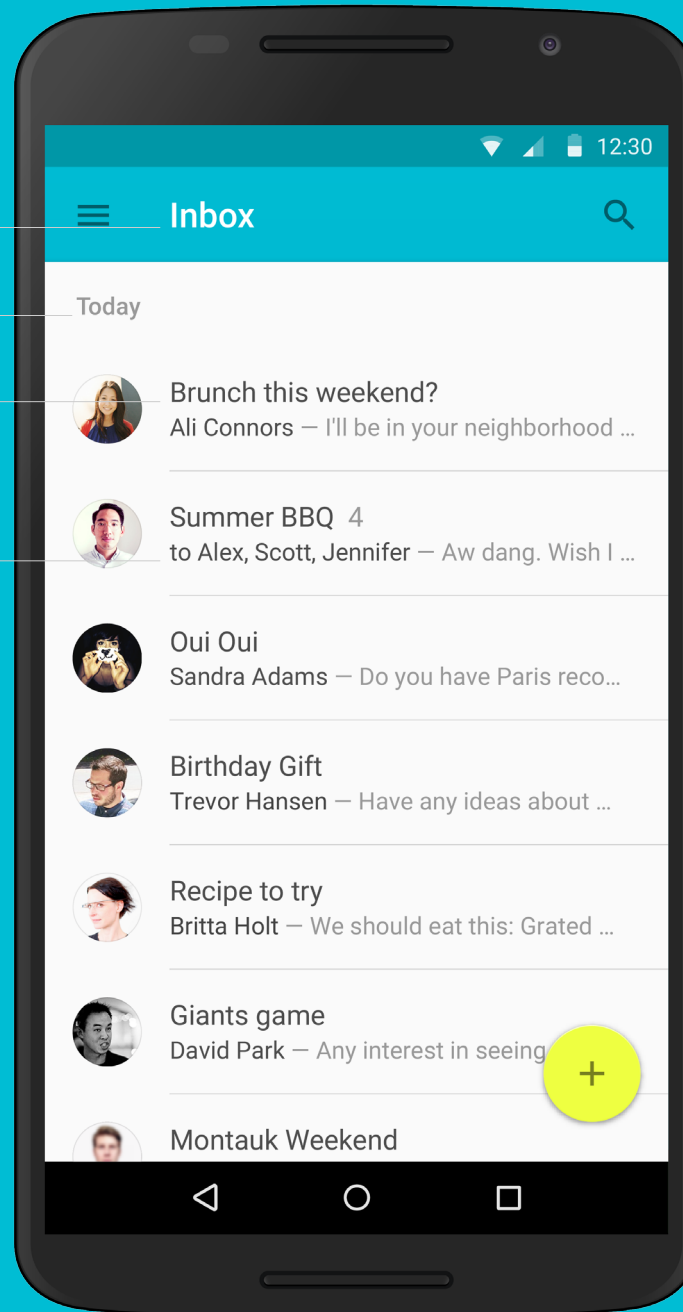 12:30
Inbox
Today
Brunch this weekend?
Ali Connors — I'll be in your neighborhood ...
Summer BBQ 4
to Alex, Scott, Jennifer — Aw dang. Wish I ...
Oui Oui
Sandra Adams — Do you have Paris reco...
Birthday Gift
Trevor Hansen — Have any ideas about ...
Recipe to try
Britta Holt — We should eat this: Grated ...
Giants game
David Park — Any interest in seeing
Montauk Weekend